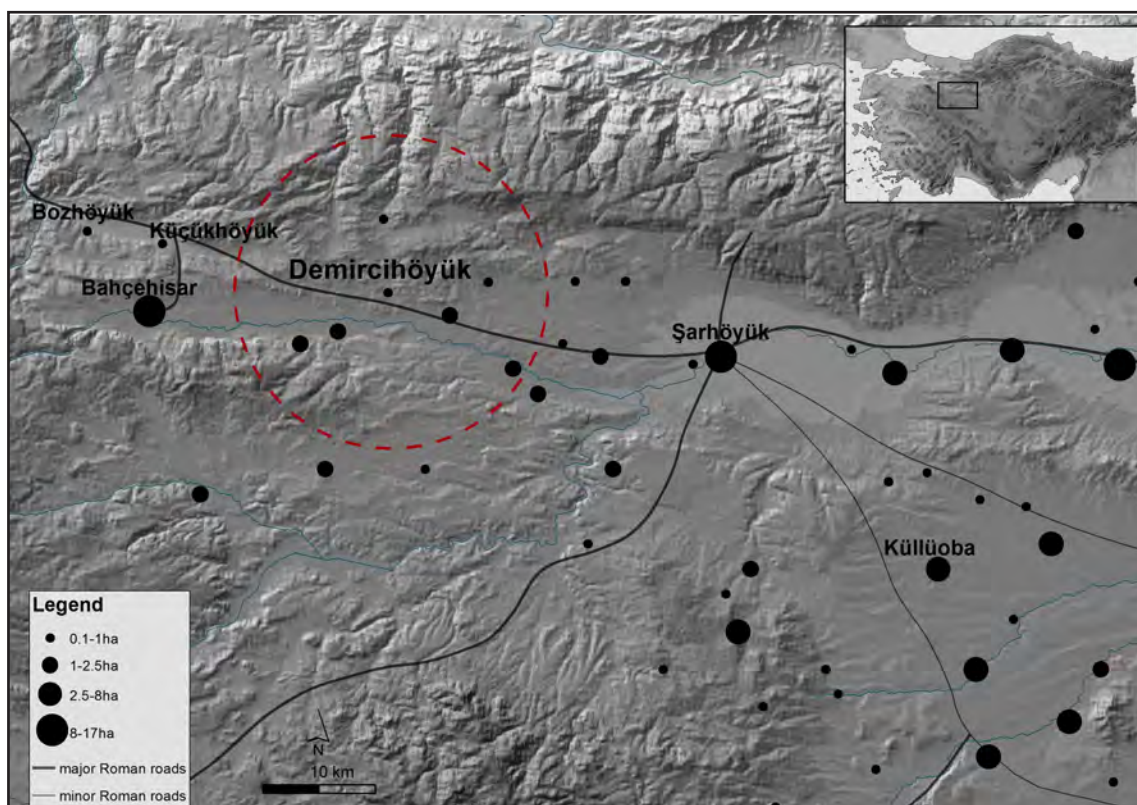 Bozhöyük
Küçükhöyük
Demircihöyük
Bahçehisar
Şarhöyük
Küllüoba
Legend
0.1-1ha
1-2.5ha
2.5-8ha
8-17ha
major Roman roads
minor Roman roads
N
10 km